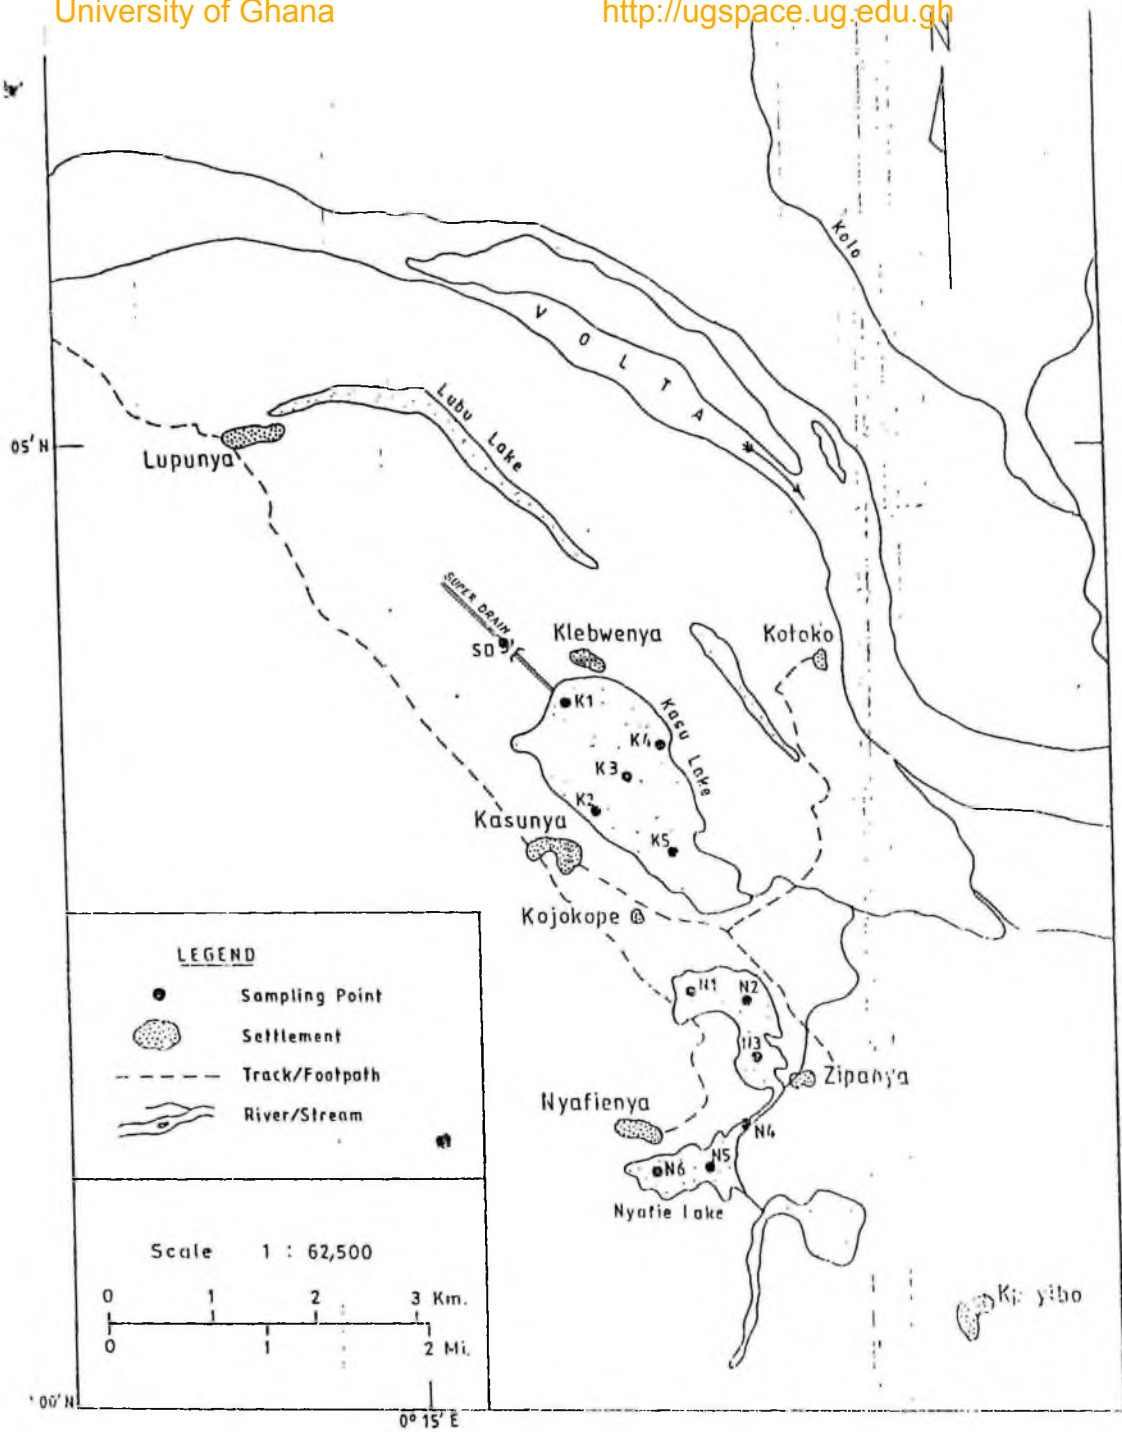 University of Ghana http://ugspace.ug.edu.gh
N
Kolo
VOLTA
Lubu Lake
05' N
Lupunya
SUPER DRAIN
SD
Klebwenya
Kotoko
K1
Kasu Lake
K4
K3
K2
Kasunya
K5
Kojokope
LEGEND
Sampling Point
Settlement
Track/Footpath
River/Stream
N1
N2
N3
Zipanya
Nyafienya
N4
N5
N6
Nyafie Lake
Scale 1 : 62,500
0 1 2 3 Km.
0 1 2 Mi.
00' N
0° 15' E